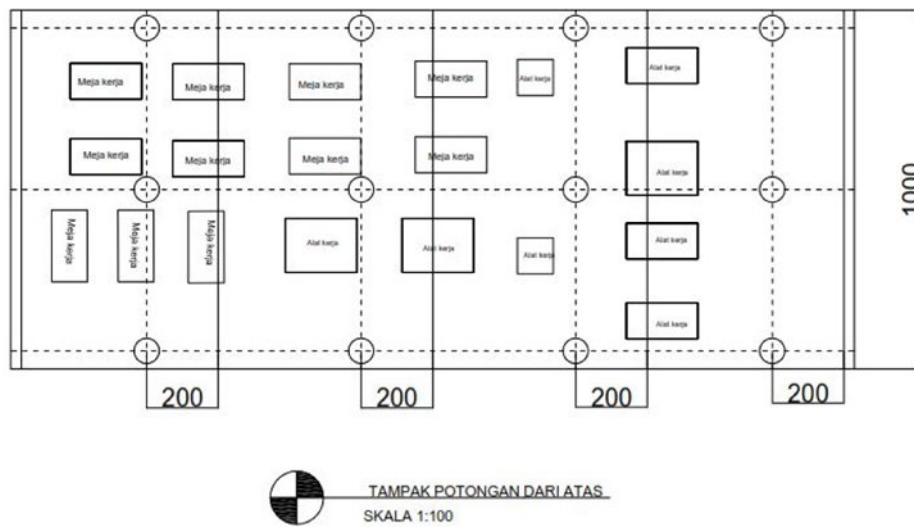 Meja kerja Meja kerja Meja kerja Meja kerja Alat kerja Alat kerja
Meja kerja Meja kerja Meja kerja Meja kerja Alat kerja
Meja kerja Meja kerja Meja kerja Alat kerja Alat kerja Alat kerja Alat kerja
Alat kerja
1000
200 200 200 200
TAMPAK POTONGAN DARI ATAS
SKALA 1:100